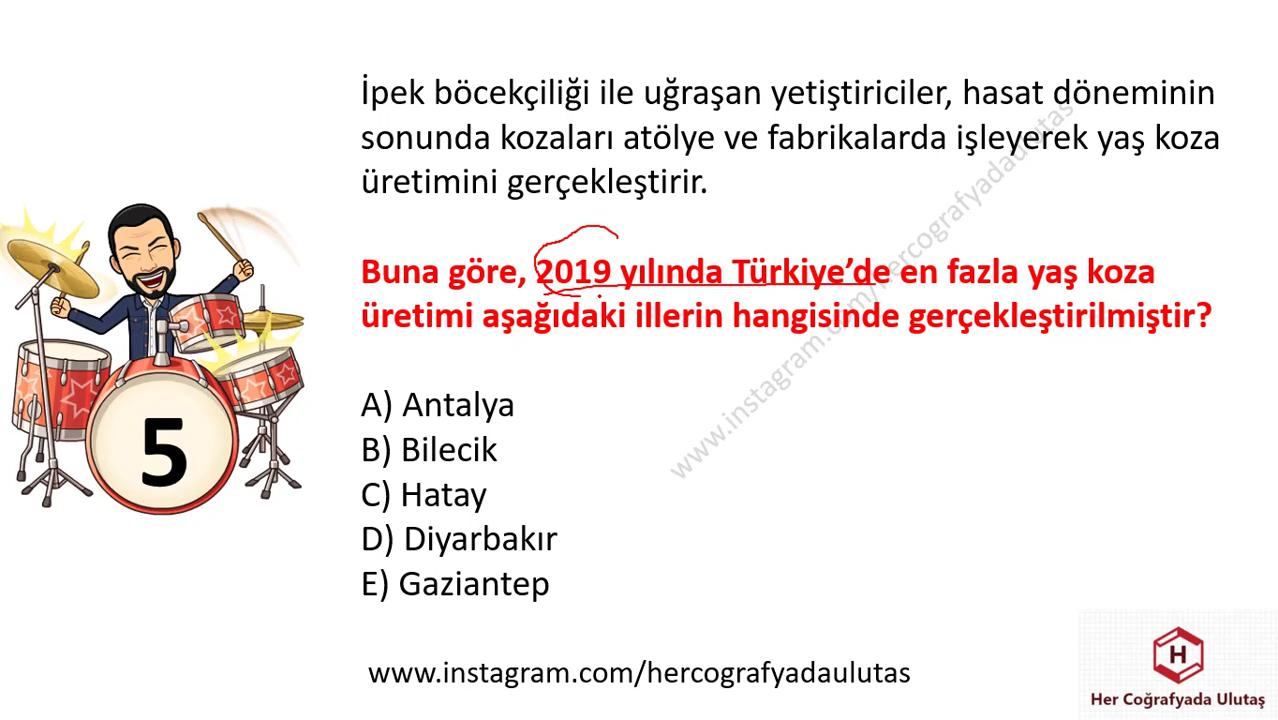 İpek böcekçiliği ile uğraşan yetiştiriciler, hasat döneminin
sonunda kozaları atölye ve fabrikalarda işleyerek yaş koza
üretimini gerçekleştirir.
Buna göre, 2019 yılında Türkiye'de en fazla yaş koza
üretimi aşağıdaki illerin hangisinde gerçekleştirilmiştir?
5
A) Antalya
B) Bilecik
C) Hatay
D) Diyarbakır
E) Gaziantep
www.instagram.com/hercografyadaulutas
www.instagram.com/hercografyadaulutas
H
Her Coğrafyada Ulutaş